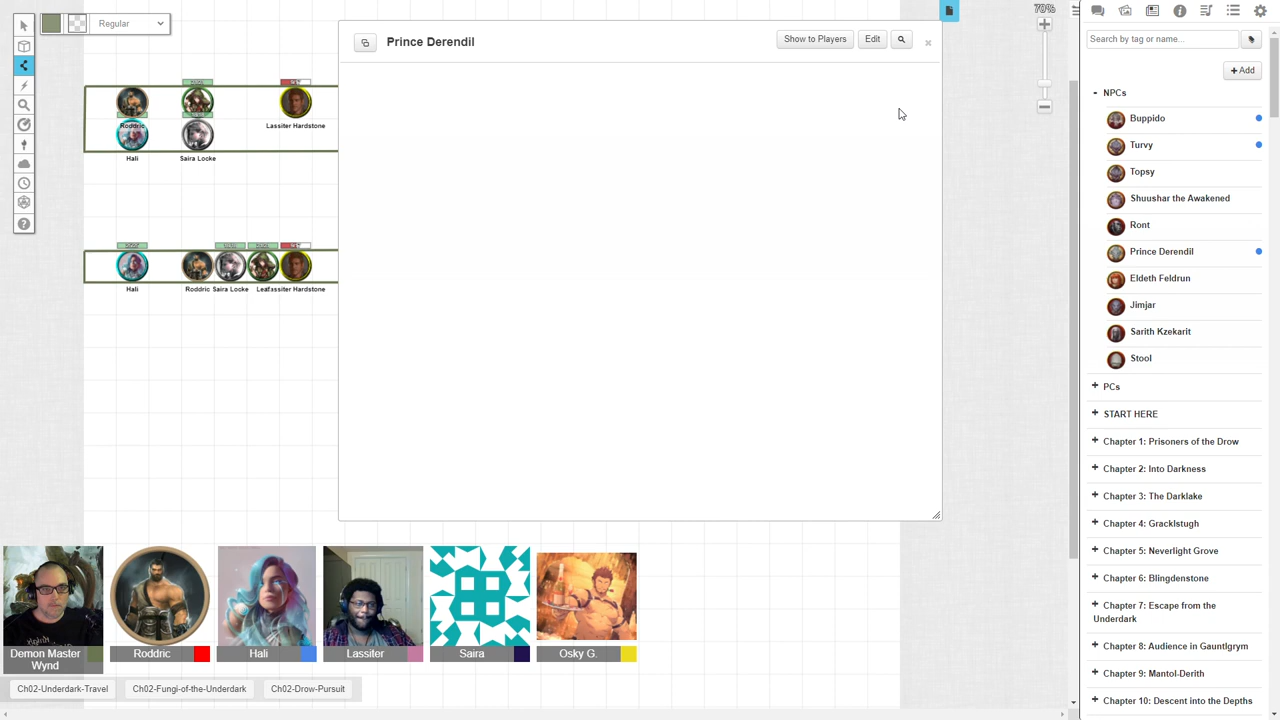 Regular
70%
Prince Derendil
Show to Players
Edit
Search by tag or name...
+ Add
NPCs
Buppido
Turvy
Topsy
Shuushar the Awakened
Ront
Prince Derendil
Eldeth Feldrun
Jimjar
Sarith Kzekarit
Stool
PCs
START HERE
Chapter 1: Prisoners of the Drow
Chapter 2: Into Darkness
Chapter 3: The Darklake
Chapter 4: Gracklstugh
Chapter 5: Neverlight Grove
Chapter 6: Blingdenstone
Chapter 7: Escape from the
Underdark
Chapter 8: Audience in Gauntlgrym
Chapter 9: Mantol-Derith
Chapter 10: Descent into the Depths
Roddric
Lassiter Hardstone
Hali
Saira Locke
Hali
Roddric
Saira Locke
Demon Master
Wynd
Roddric
Hali
Lassiter
Saira
Osky G.
Ch02-Underdark-Travel
Ch02-Fungi-of-the-Underdark
Ch02-Drow-Pursuit